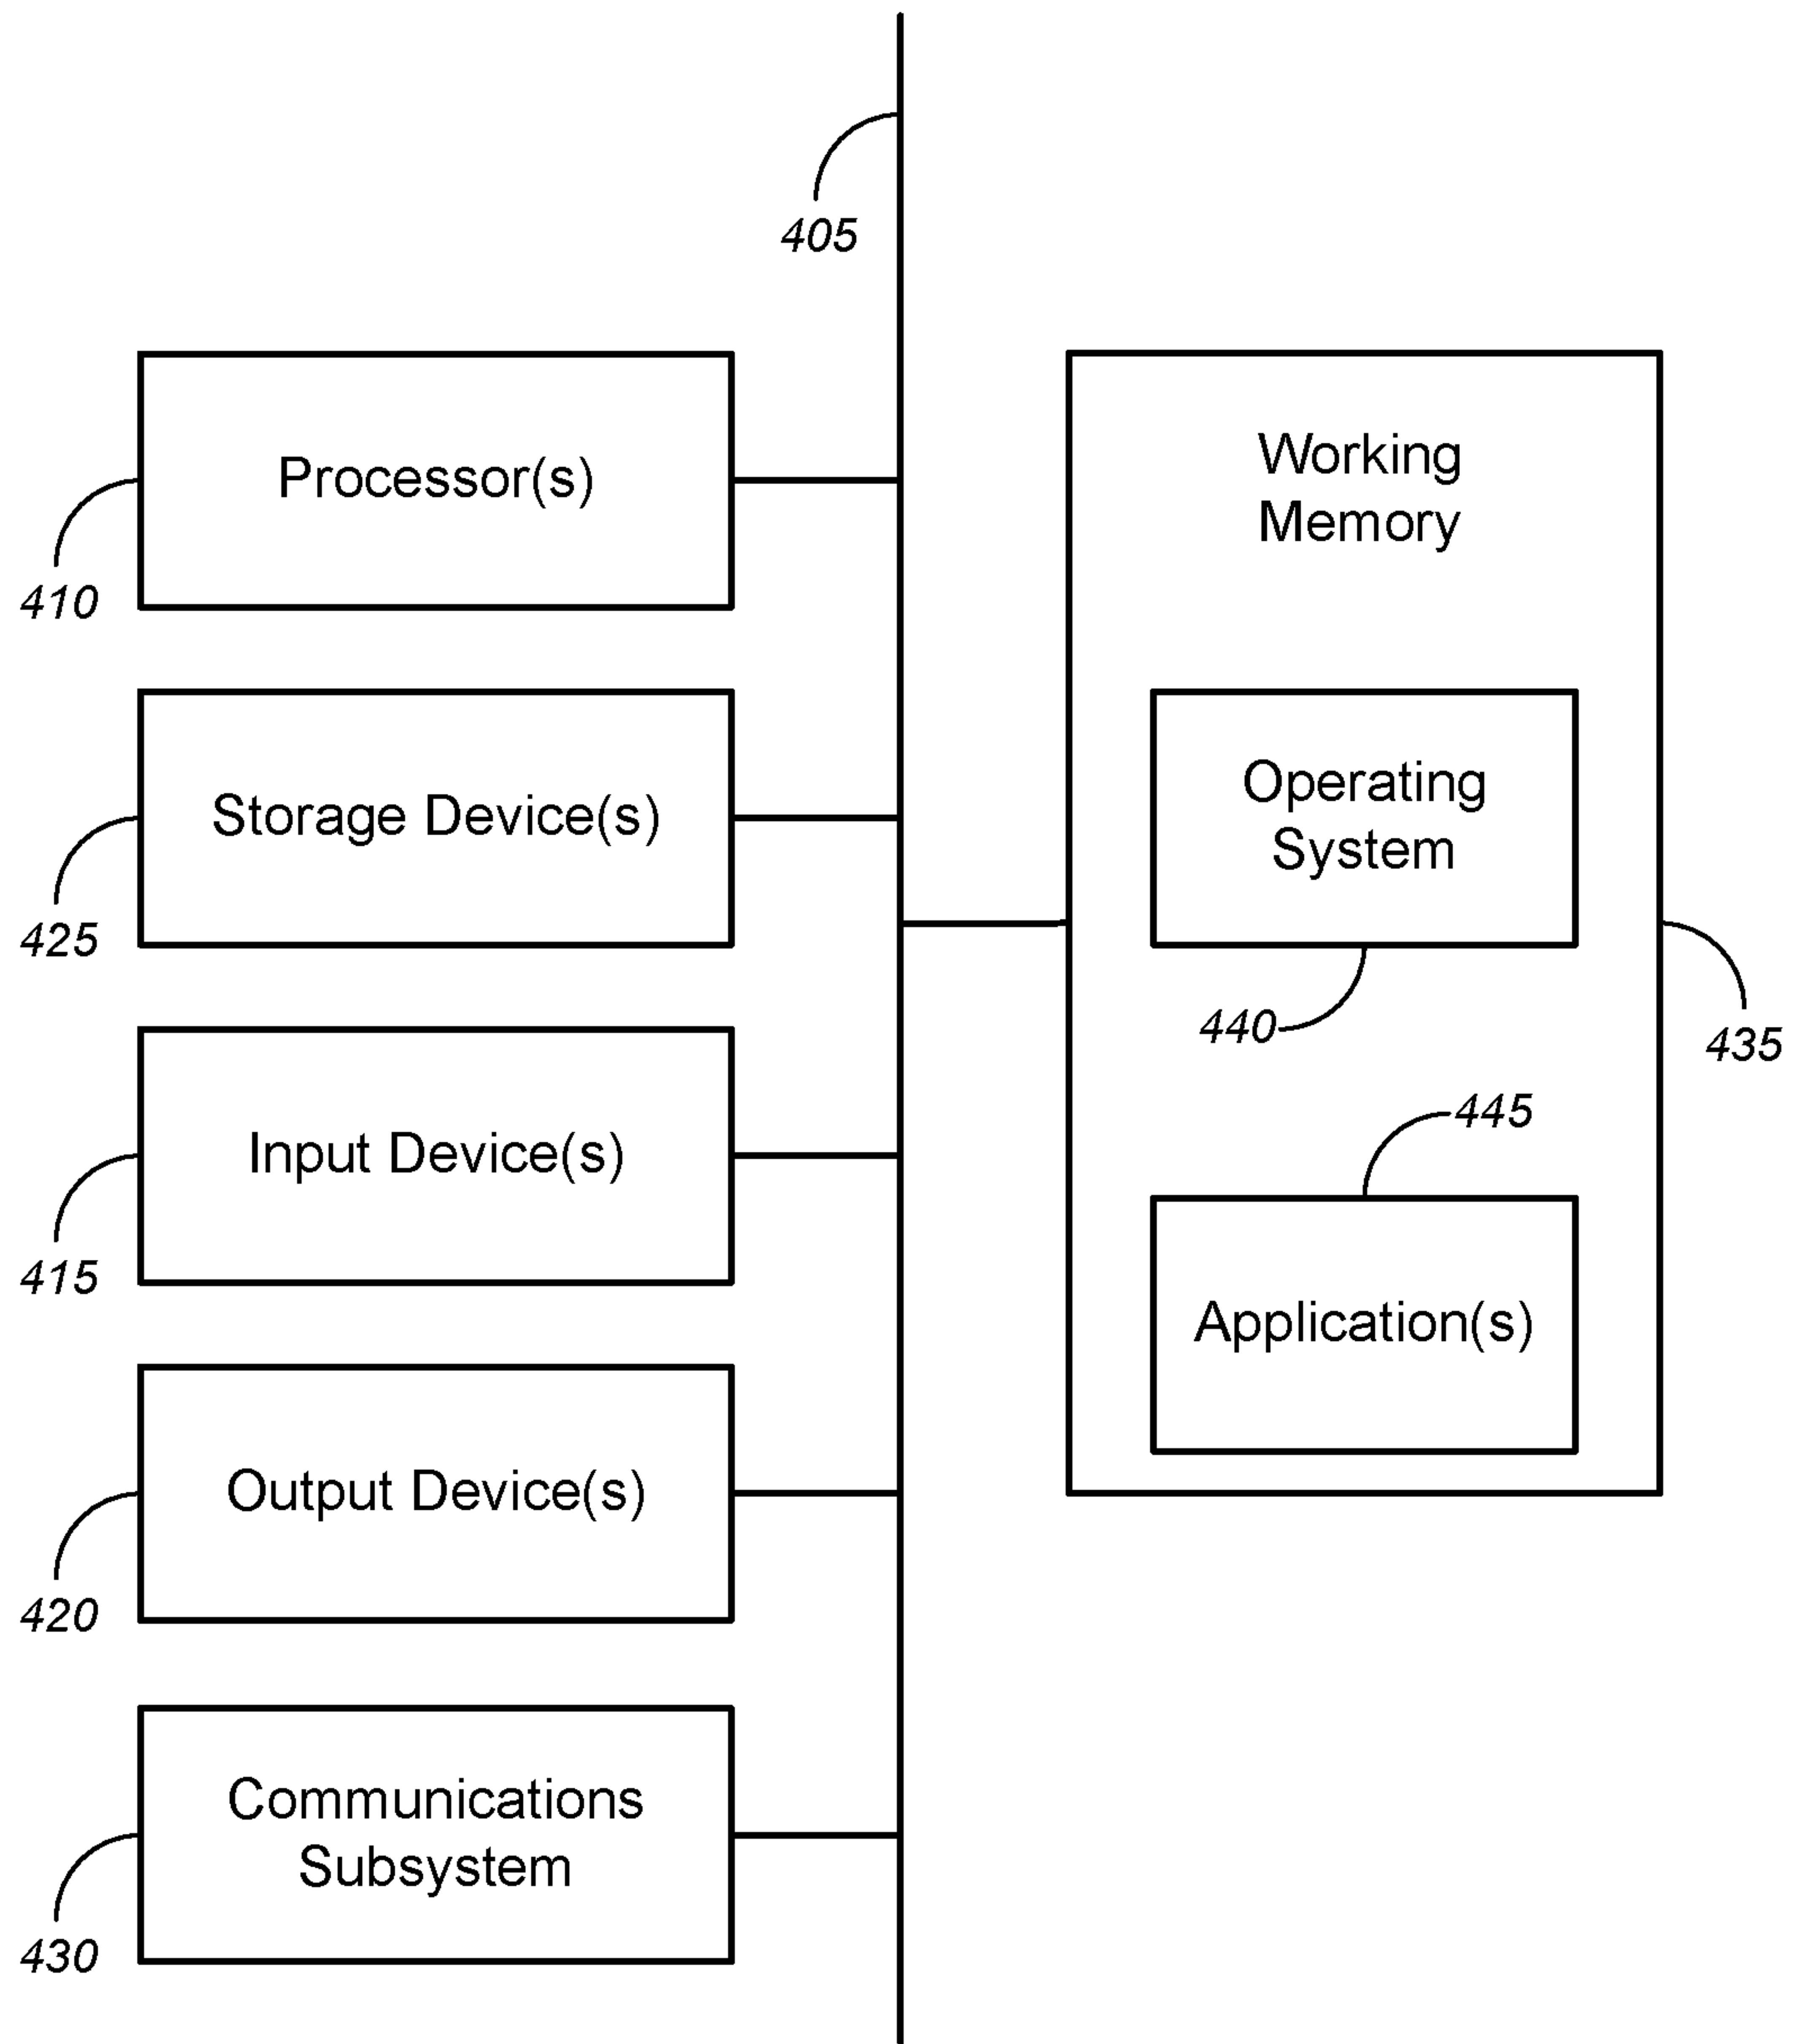 405
Processor(s)
410
Storage Device(s)
425
Input Device(s)
415
Output Device(s)
420
Communications
Subsystem
430
Working
Memory
Operating
System
440
435
445
Application(s)